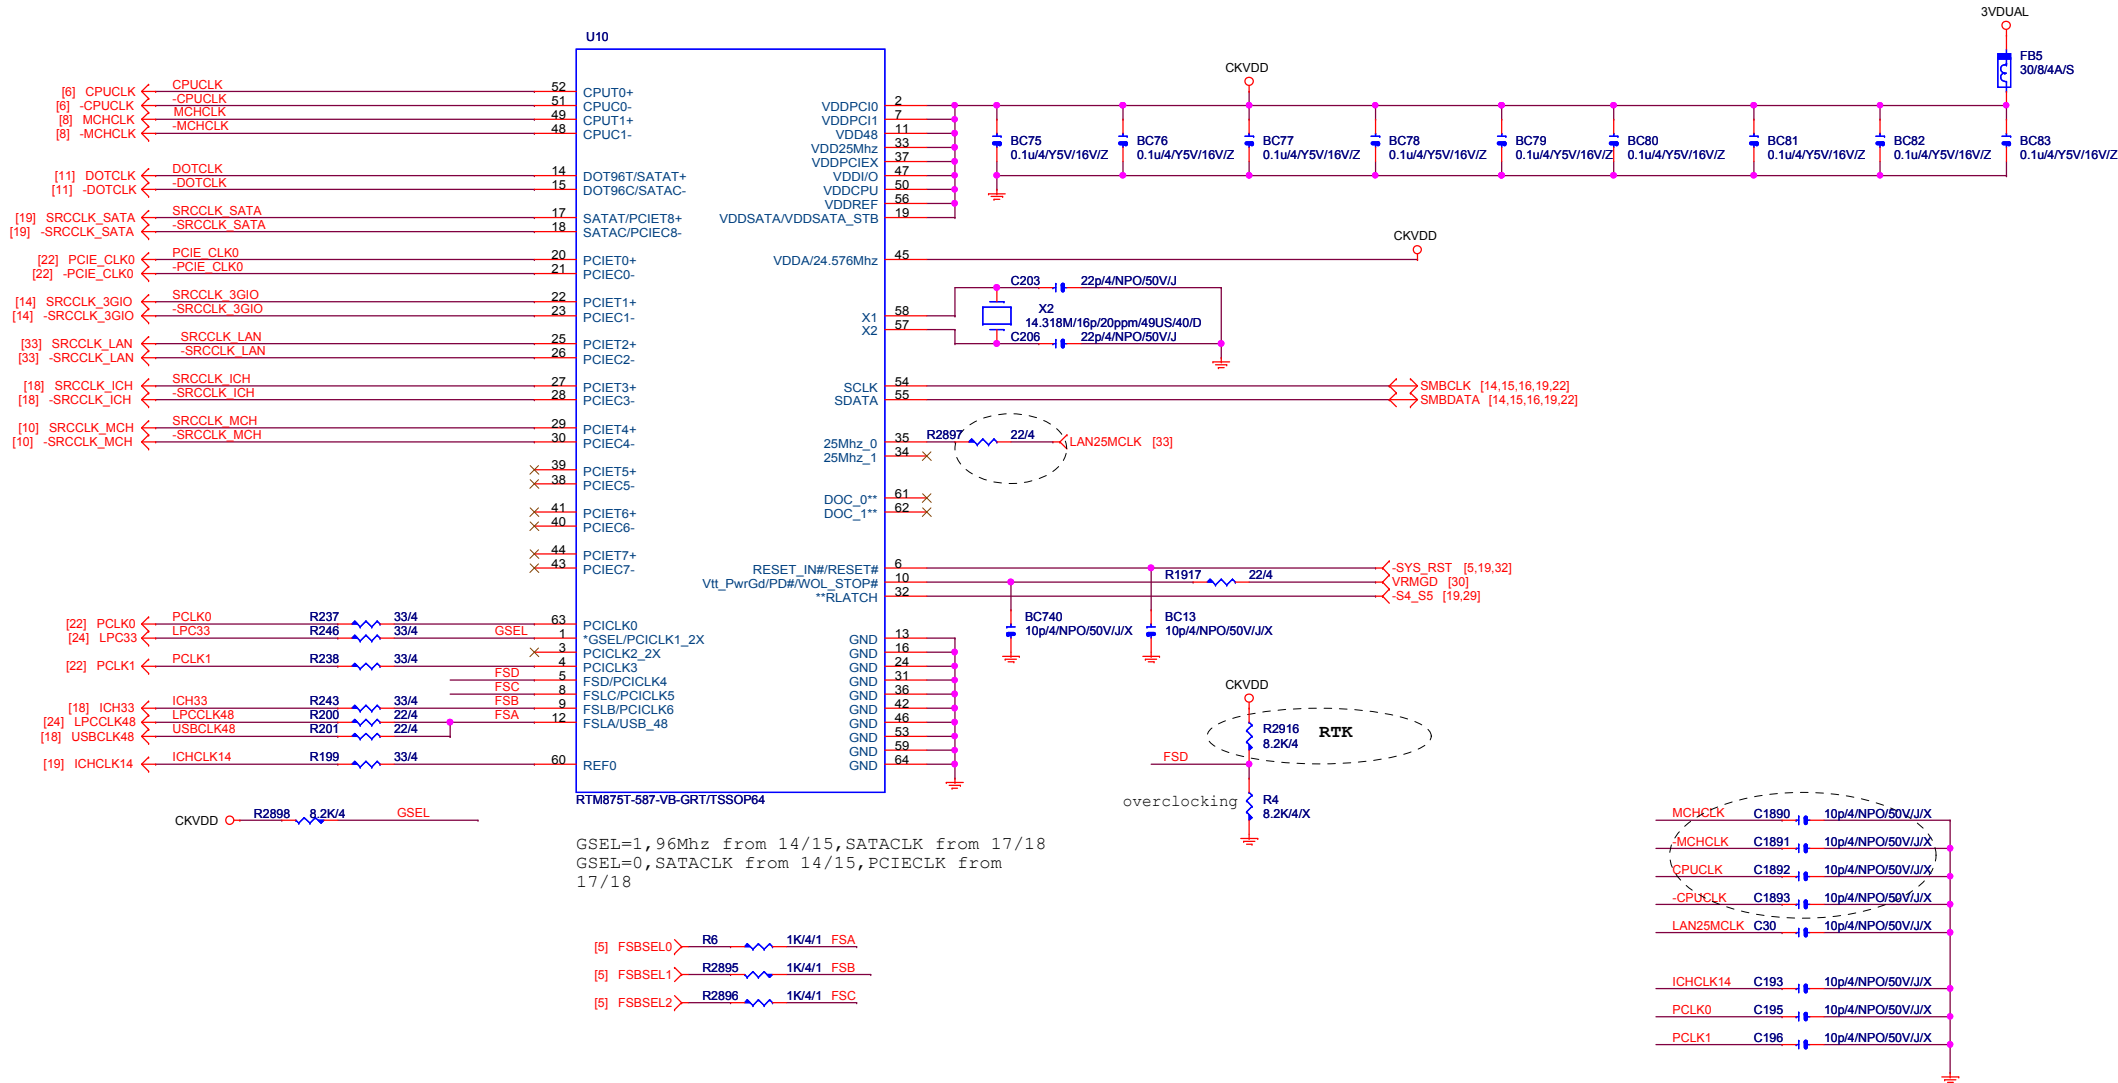 3VDUAL
FB5
30/8/4A/S
U10
CKVDD
[6] CPUCLK CPUCLK 52 CPUT0+
[6] -CPUCLK -CPUCLK 51 CPUC0-
[8] MCHCLK MCHCLK 49 CPUT1+
[8] -MCHCLK -MCHCLK 48 CPUC1-
[11] DOTCLK DOTCLK 14 DOT96T/SATAT+
[11] -DOTCLK -DOTCLK 15 DOT96C/SATAC-
[19] SRCCLK_SATA SRCCLK_SATA 17 SATAT/PCIET8+
[19] -SRCCLK_SATA -SRCCLK_SATA 18 SATAC/PCIEC8-
[22] PCIE_CLK0 PCIE_CLK0 20 PCIET0+
[22] -PCIE_CLK0 -PCIE_CLK0 21 PCIEC0-
[14] SRCCLK_3GIO SRCCLK_3GIO 22 PCIET1+
[14] -SRCCLK_3GIO -SRCCLK_3GIO 23 PCIEC1-
[33] SRCCLK_LAN SRCCLK_LAN 25 PCIET2+
[33] -SRCCLK_LAN -SRCCLK_LAN 26 PCIEC2-
[18] SRCCLK_ICH SRCCLK_ICH 27 PCIET3+
[18] -SRCCLK_ICH -SRCCLK_ICH 28 PCIEC3-
[10] SRCCLK_MCH SRCCLK_MCH 29 PCIET4+
[10] -SRCCLK_MCH -SRCCLK_MCH 30 PCIEC4-
39 PCIET5+
38 PCIEC5-
41 PCIET6+
40 PCIEC6-
44 PCIET7+
43 PCIEC7-
[22] PCLK0 PCLK0 R237 33/4 63 PCICLK0
[24] LPC33 LPC33 R246 33/4 GSEL 1 *GSEL/PCICLK1_2X
3 PCICLK2_2X
[22] PCLK1 PCLK1 R238 33/4 4 PCICLK3
FSD 5 FSD/PCICLK4
FSC 8 FSLC/PCICLK5
[18] ICH33 ICH33 R243 33/4 FSB 9 FSLB/PCICLK6
[24] LPCCLK48 LPCCLK48 R200 22/4 FSA 12 FSLA/USB_48
[18] USBCLK48 USBCLK48 R201 22/4
[19] ICHCLK14 ICHCLK14 R199 33/4 60 REF0
VDDPCI0 2
VDDPCI1 7
VDD48 11
VDD25Mhz 33
VDDPCIEX 37
VDDI/O 47
VDDCPU 50
VDDREF 56
VDDSATA/VDDSATA_STB 19
BC75 BC76 BC77 BC78 BC79 BC80 BC81 BC82 BC83
0.1u/4/Y5V/16V/Z 0.1u/4/Y5V/16V/Z 0.1u/4/Y5V/16V/Z 0.1u/4/Y5V/16V/Z 0.1u/4/Y5V/16V/Z 0.1u/4/Y5V/16V/Z 0.1u/4/Y5V/16V/Z 0.1u/4/Y5V/16V/Z 0.1u/4/Y5V/16V/Z
CKVDD
VDDA/24.576Mhz 45
C203 22p/4/NPO/50V/J
X1 58
X2 57
X2
14.318M/16p/20ppm/49US/40/D
C206 22p/4/NPO/50V/J
SCLK 54 SMBCLK [14,15,16,19,22]
SDATA 55 SMBDATA [14,15,16,19,22]
25Mhz_0 35 R2897 22/4 LAN25MCLK [33]
25Mhz_1 34
DOC_0** 61
DOC_1** 62
RESET_IN#/RESET# 6 -SYS_RST [5,19,32]
Vtt_PwrGd/PD#/WOL_STOP# 10 R1917 22/4 VRMGD [30]
**RLATCH 32 -S4_S5 [19,29]
BC740 BC13
10p/4/NPO/50V/J/X 10p/4/NPO/50V/J/X
GND 13
GND 16
GND 24
GND 31
GND 36
GND 42
GND 46
GND 53
GND 59
GND 64
RTM875T-587-VB-GRT/TSSOP64
CKVDD
R2916
8.2K/4
RTK
FSD
overclocking
R4
8.2K/4/X
CKVDD R2898 8.2K/4 GSEL
GSEL=1,96Mhz from 14/15,SATACLK from 17/18
GSEL=0,SATACLK from 14/15,PCIECLK from
17/18
[5] FSBSEL0 R6 1K/4/1 FSA
[5] FSBSEL1 R2895 1K/4/1 FSB
[5] FSBSEL2 R2896 1K/4/1 FSC
MCHCLK C1890 10p/4/NPO/50V/J/X
-MCHCLK C1891 10p/4/NPO/50V/J/X
CPUCLK C1892 10p/4/NPO/50V/J/X
-CPUCLK C1893 10p/4/NPO/50V/J/X
LAN25MCLK C30 10p/4/NPO/50V/J/X
ICHCLK14 C193 10p/4/NPO/50V/J/X
PCLK0 C195 10p/4/NPO/50V/J/X
PCLK1 C196 10p/4/NPO/50V/J/X